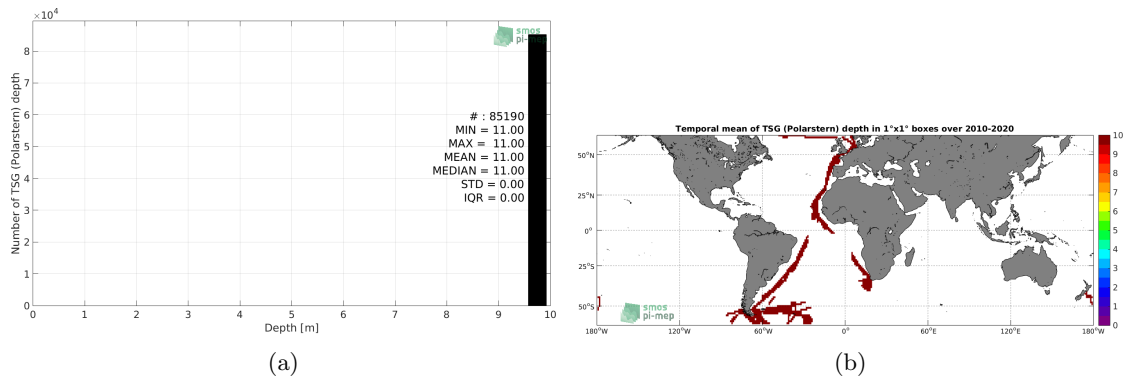 ×10⁴
8
7
6
5
4
3
2
1
0
Number of TSG (Polarstern) depth
smos
pi-mep
# : 85190
MIN = 11.00
MAX = 11.00
MEAN = 11.00
MEDIAN = 11.00
STD = 0.00
IQR = 0.00
0 1 2 3 4 5 6 7 8 9 10
Depth [m]
(a)
Temporal mean of TSG (Polarstern) depth in 1°x1° boxes over 2010-2020
50°N
25°N
0°
25°S
50°S
180°W 120°W 60°W 0° 60°E 120°E 180°W
smos
pi-mep
10
9
8
7
6
5
4
3
2
1
0
(b)